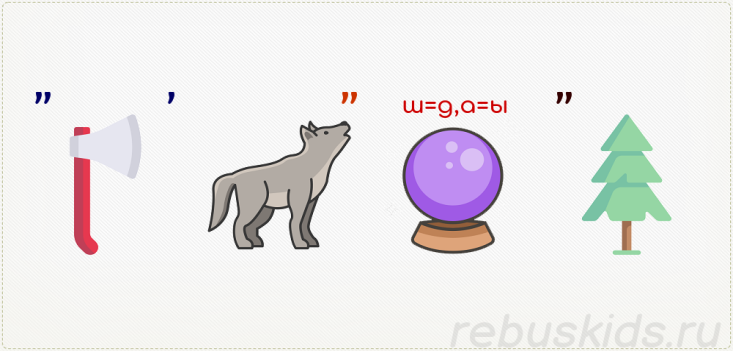 ” ’ ” ш=д,а=ы ”
rebuskids.ru